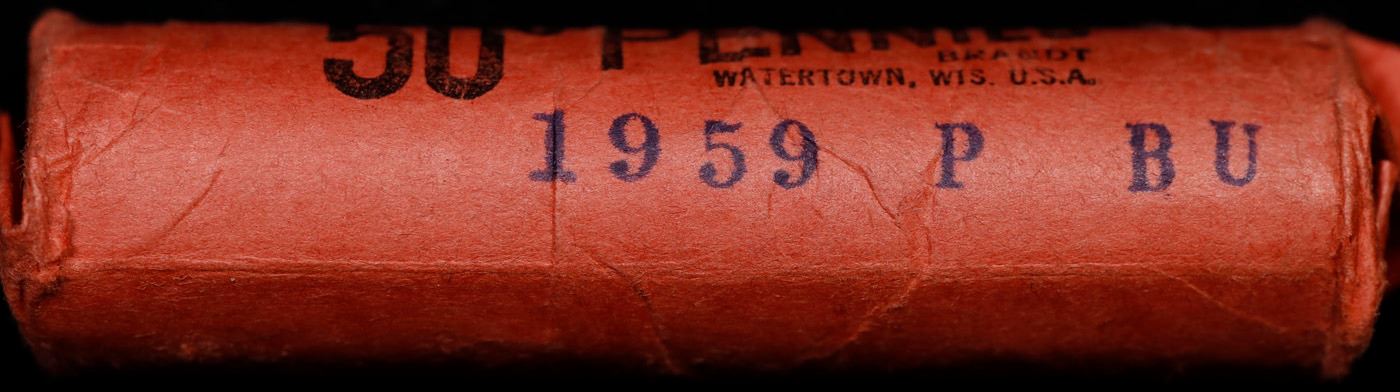 50 PENNIES
BRANDT
WATERTOWN, WIS. U.S.A.
1959 P BU